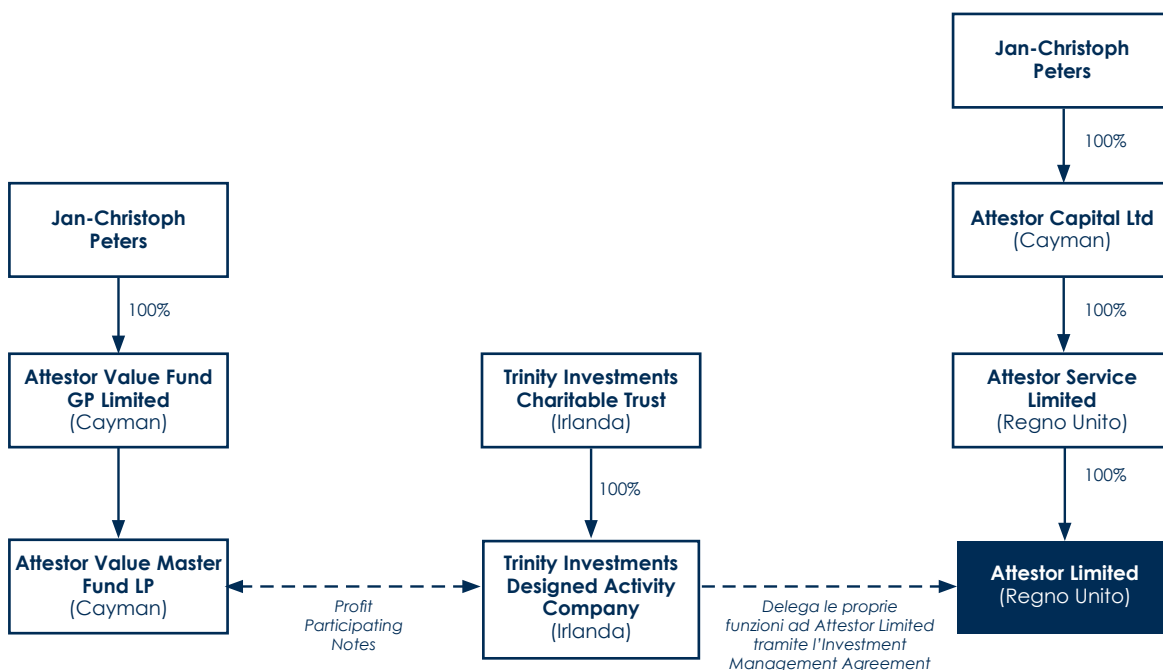 Jan-Christoph
Peters
100%
Attestor Capital Ltd
(Cayman)
100%
Attestor Service
Limited
(Regno Unito)
100%
Attestor Limited
(Regno Unito)
Jan-Christoph
Peters
100%
Attestor Value Fund
GP Limited
(Cayman)
Attestor Value Master
Fund LP
(Cayman)
Profit
Participating
Notes
Trinity Investments
Charitable Trust
(Irlanda)
100%
Trinity Investments
Designed Activity
Company
(Irlanda)
Delega le proprie
funzioni ad Attestor Limited
tramite l’Investment
Management Agreement